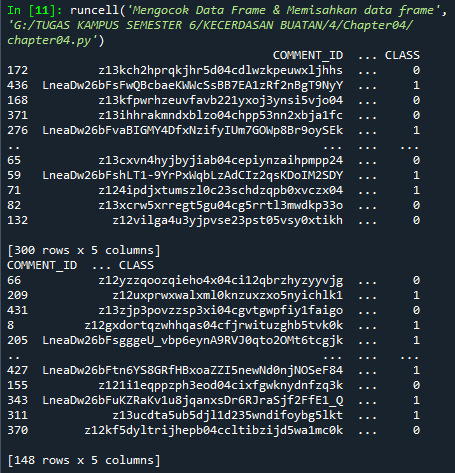 In [11]: runcell('Mengocok Data Frame & Memisahkan data frame',
'G:/TUGAS KAMPUS SEMESTER 6/KECERDASAN BUATAN/4/Chapter04/
chapter04.py')
COMMENT_ID ... CLASS
172 z13kch2hprqkjhr5d04cdlwzkpeuwxljhhs ... 0
436 LneaDw26bFsFwQBcbaeKWWcSsBB7EA1zRf2nBgT9NyY ... 1
168 z13kfpwrhzeuvfavb221yxoj3ynsi5vjo04 ... 0
371 z13ihhrakmndxblzo04chpp53nn2xbja1fc ... 0
276 LneaDw26bFvaBIGMY4DfxNzifyIUm7GOWp8Br9oySEk ... 1
.. ... ... ...
65 z13cxvn4hyjbyjiab04cepiynzaihpmpp24 ... 0
59 LneaDw26bFshLT1-9YrPxWqbLzAdCIz2qsKDoIM2SDY ... 1
71 z124ipdjxtumszl0c23schdzqpb0xvczx04 ... 1
82 z13xcrw5xrregt5gu04cg5rrtl3mwdkp33o ... 0
132 z12vilga4u3yjpvse23pst05vsy0xtikh ... 0
[300 rows x 5 columns]
COMMENT_ID ... CLASS
66 z12yzzqoozqieho4x04ci12qbrzhyzyyvjg ... 0
209 z12uxprwxwalxml0knzuxzxo5nyichlk1 ... 1
431 z13zjp3povzzsp3xi04cgvtgwpfiy1faigo ... 0
8 z12gxdortqzwhhqas04cfjrwituzghb5tvk0k ... 1
205 LneaDw26bFsgggeU_vbp6eynA9RVJ0qto2OMt6tcgjk ... 1
.. ... ... ...
427 LneaDw26bFtn6YS8GRfHBxoaZZI5newNd0njNOSeF84 ... 1
155 z121i1eqppzph3eod04cixfgwknydnfzq3k ... 0
343 LneaDw26bFuKZRaKv1u8jqanxsDr6RJraSjf2FfE1_Q ... 1
311 z13ucdta5ub5djl1d235wndifoybg5lkt ... 1
370 z12kf5dyltrijhepb04ccltibzijd5wa1mc0k ... 0
[148 rows x 5 columns]